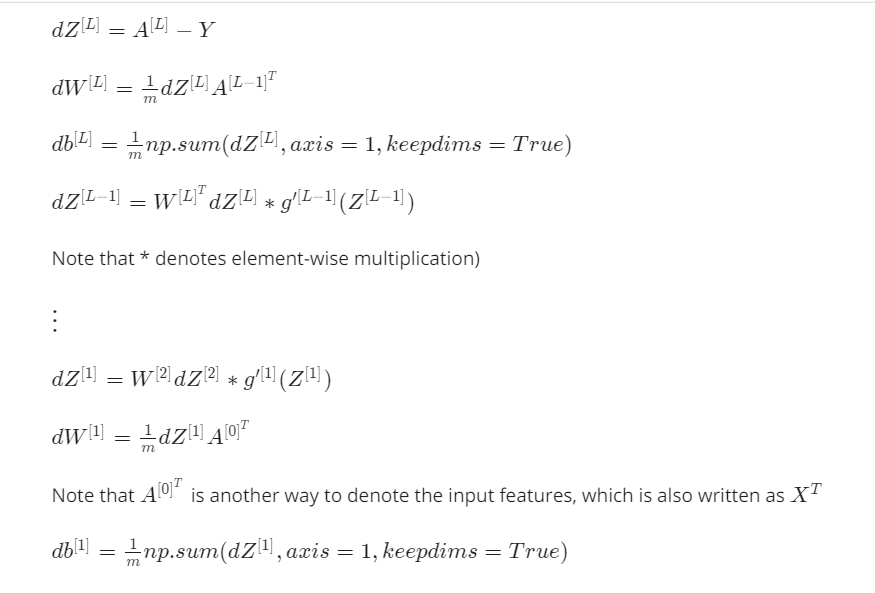 dZ^{[L]} = A^{[L]} − Y
dW^{[L]} = \frac{1}{m} dZ^{[L]} A^{[L−1]^T}
db^{[L]} = \frac{1}{m} np.sum(dZ^{[L]}, axis = 1, keepdims = True)
dZ^{[L−1]} = W^{[L]^T} dZ^{[L]} * g'^{[L−1]}(Z^{[L−1]})
Note that * denotes element-wise multiplication)
⋮
dZ^{[1]} = W^{[2]} dZ^{[2]} * g'^{[1]}(Z^{[1]})
dW^{[1]} = \frac{1}{m} dZ^{[1]} A^{[0]^T}
Note that A^{[0]^T} is another way to denote the input features, which is also written as X^T
db^{[1]} = \frac{1}{m} np.sum(dZ^{[1]}, axis = 1, keepdims = True)